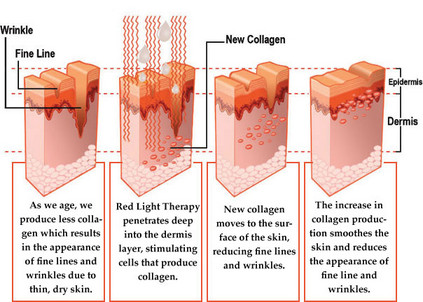 Wrinkle
Fine Line
New Collagen
Epidermis
Dermis
As we age, we
produce less colla-
gen which results
in the appearance
of fine lines and
wrinkles due to
thin, dry skin.
Red Light Therapy
penetrates deep
into the dermis
layer, stimulating
cells that produce
collagen.
New collagen
moves to the sur-
face of the skin,
reducing fine lines
and wrinkles.
The increase in
collagen produc-
tion smoothes the
skin and reduces
the appearance of
fine line and
wrinkles.